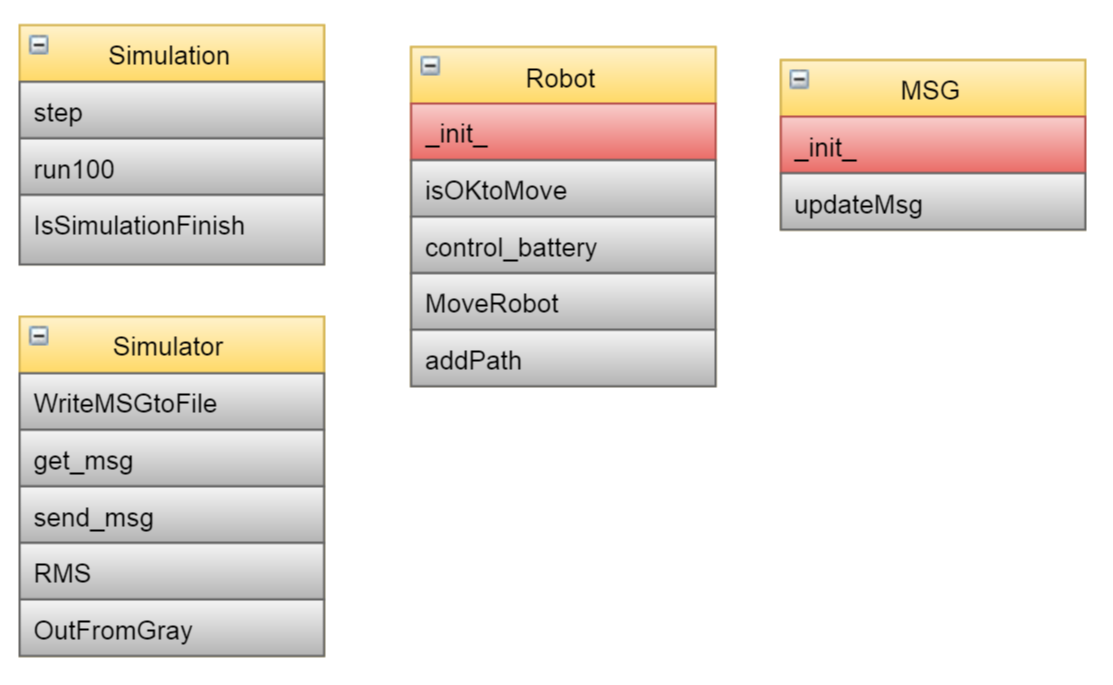 Simulation
step
run100
IsSimulationFinish
Simulator
WriteMSGtoFile
get_msg
send_msg
RMS
OutFromGray
Robot
_init_
isOKtoMove
control_battery
MoveRobot
addPath
MSG
_init_
updateMsg